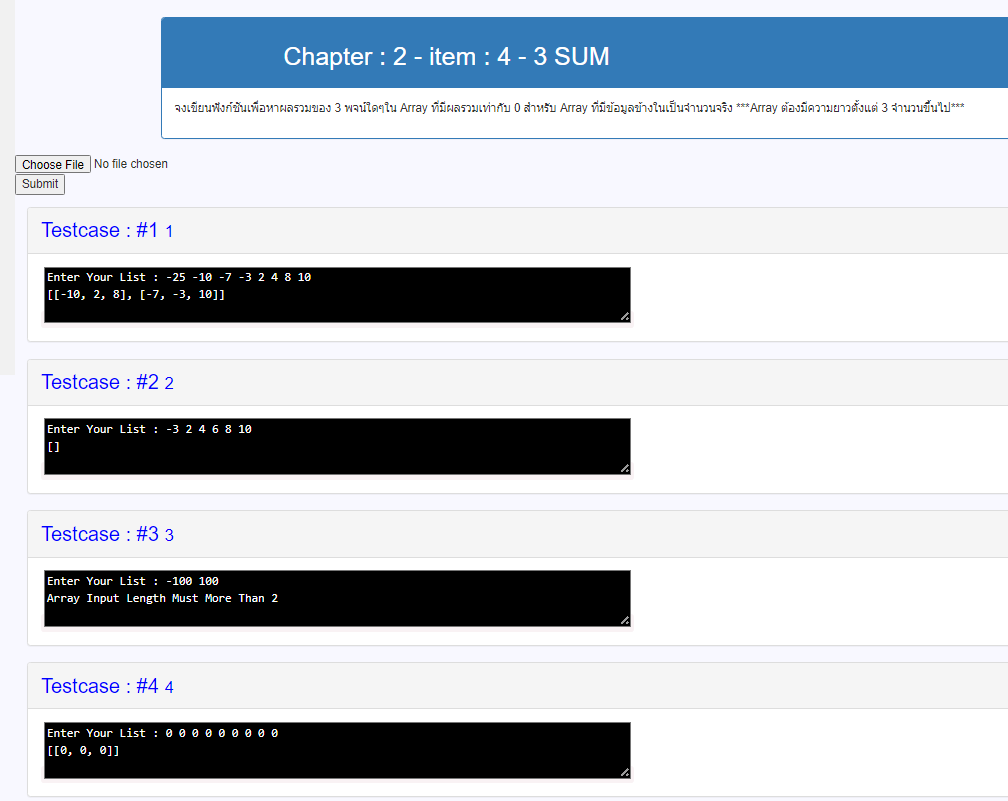 Chapter : 2 - item : 4 - 3 SUM
จงเขียนฟังก์ชันเพื่อหาผลรวมของ 3 พจน์ใดๆใน Array ที่มีผลรวมเท่ากับ 0 สำหรับ Array ที่มีข้อมูลข้างในเป็นจำนวนจริง ***Array ต้องมีความยาวตั้งแต่ 3 จำนวนขึ้นไป***
Choose File No file chosen
Submit
Testcase : #1 1
Enter Your List : -25 -10 -7 -3 2 4 8 10
[[-10, 2, 8], [-7, -3, 10]]
Testcase : #2 2
Enter Your List : -3 2 4 6 8 10
[]
Testcase : #3 3
Enter Your List : -100 100
Array Input Length Must More Than 2
Testcase : #4 4
Enter Your List : 0 0 0 0 0 0 0 0 0
[[0, 0, 0]]